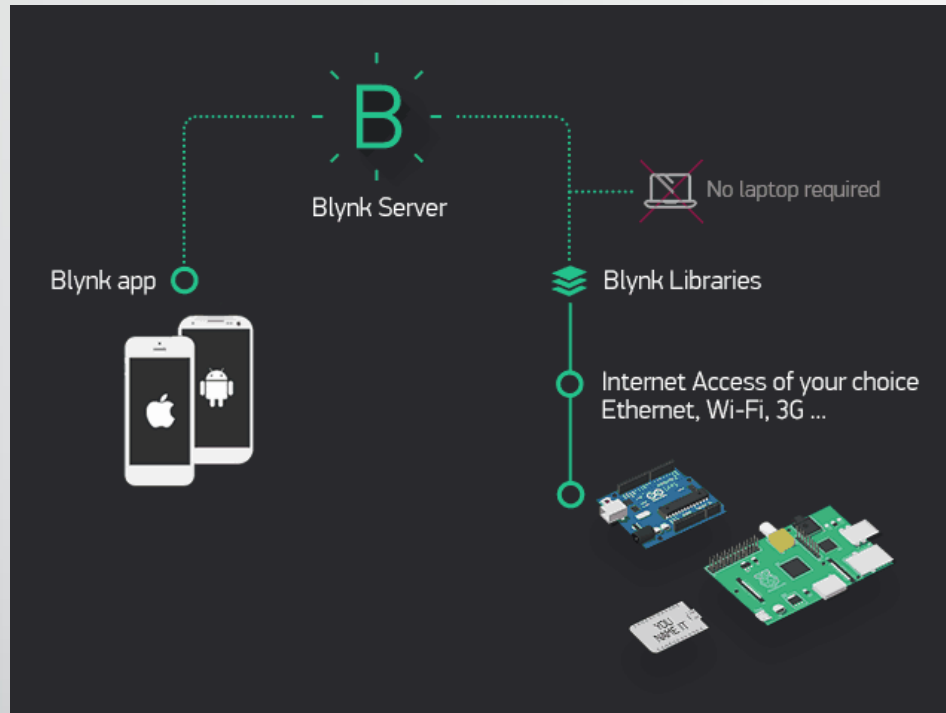 B
Blynk Server
No laptop required
Blynk app
Blynk Libraries
Internet Access of your choice
Ethernet, Wi-Fi, 3G ...
YOU
NAME IT